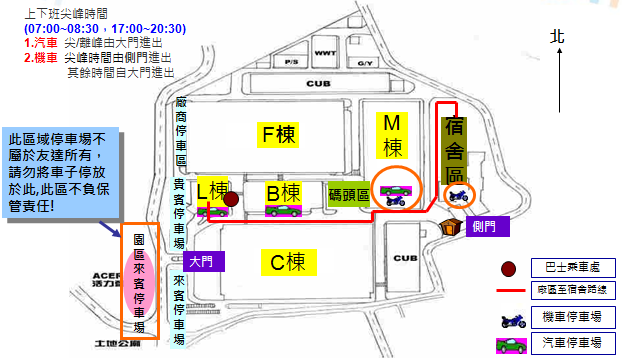 上下班尖峰時間
(07:00~08:30，17:00~20:30)
1.汽車 尖/離峰由大門進出
2.機車 尖峰時間由側門進出
其餘時間自大門進出
北
WWT
P/S
G/Y
CUB
廠商停車區
F棟
M棟
宿舍區
此區域停車場不
屬於友達所有，
請勿將車子停放
於此,此區不負保
管責任!
貴賓停車場
L棟
B棟
碼頭區
側門
大門
C棟
CUB
園區來賓停車場
來賓停車場
ACER
活力
土地公廟
巴士乘車處
廠區至宿舍路線
機車停車場
汽車停車場